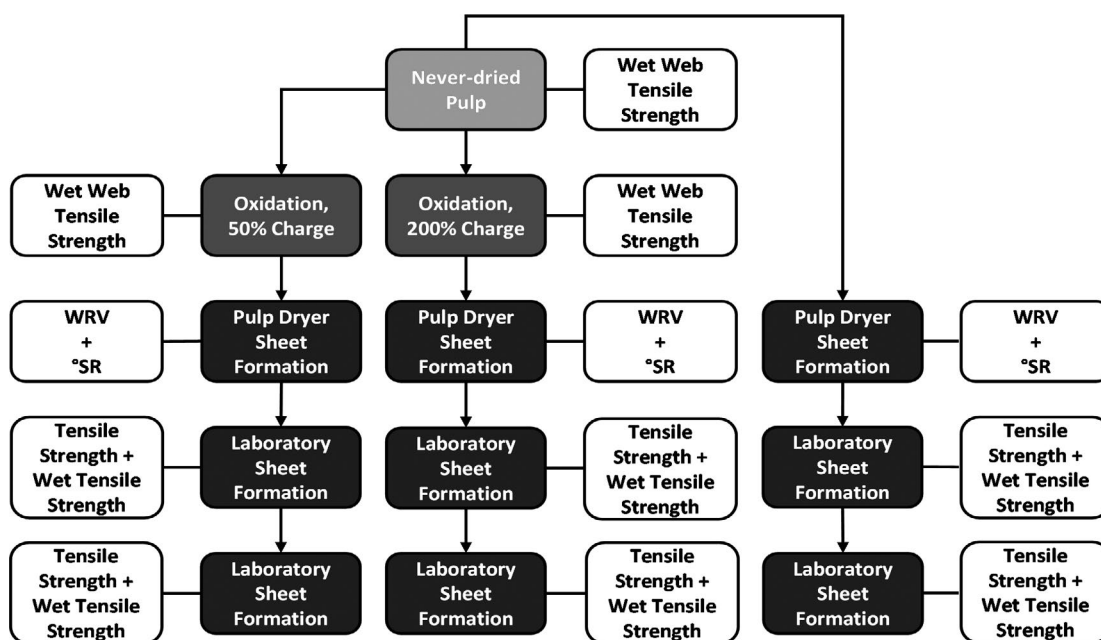 Never-dried
Pulp
Wet Web
Tensile
Strength
Wet Web
Tensile
Strength
Oxidation,
50% Charge
Oxidation,
200% Charge
Wet Web
Tensile
Strength
WRV
+
°SR
Pulp Dryer
Sheet
Formation
Pulp Dryer
Sheet
Formation
WRV
+
°SR
Pulp Dryer
Sheet
Formation
WRV
+
°SR
Tensile
Strength +
Wet Tensile
Strength
Laboratory
Sheet
Formation
Laboratory
Sheet
Formation
Tensile
Strength +
Wet Tensile
Strength
Laboratory
Sheet
Formation
Tensile
Strength +
Wet Tensile
Strength
Tensile
Strength +
Wet Tensile
Strength
Laboratory
Sheet
Formation
Laboratory
Sheet
Formation
Tensile
Strength +
Wet Tensile
Strength
Laboratory
Sheet
Formation
Tensile
Strength +
Wet Tensile
Strength